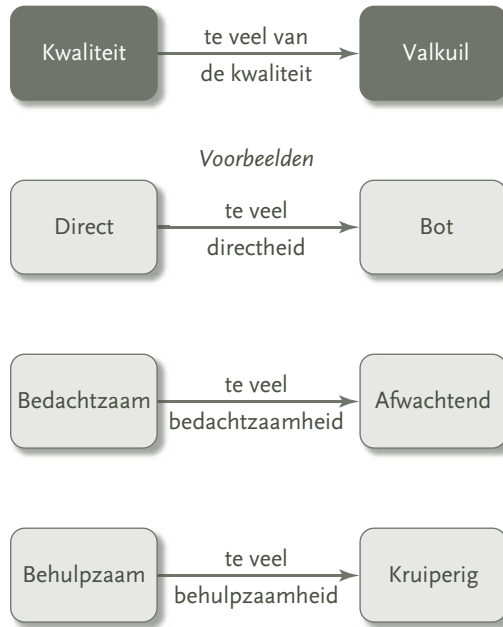 Kwaliteit
te veel van
de kwaliteit
Valkuil
Voorbeelden
Direct
te veel
directheid
Bot
Bedachtzaam
te veel
bedachtzaamheid
Afwachtend
Behulpzaam
te veel
behulpzaamheid
Kruiperig